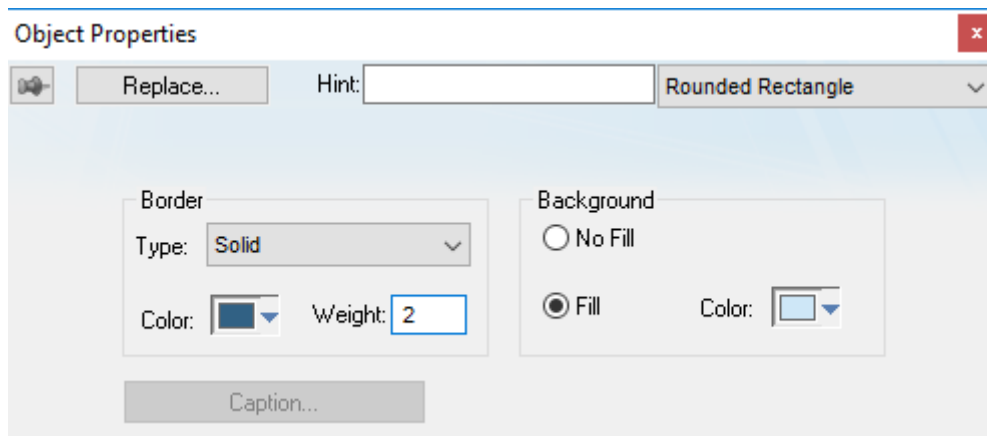 Object Properties
x
Replace... Hint: Rounded Rectangle
Border
Type: Solid
Color: Weight: 2
Background
No Fill
Fill Color:
Caption...